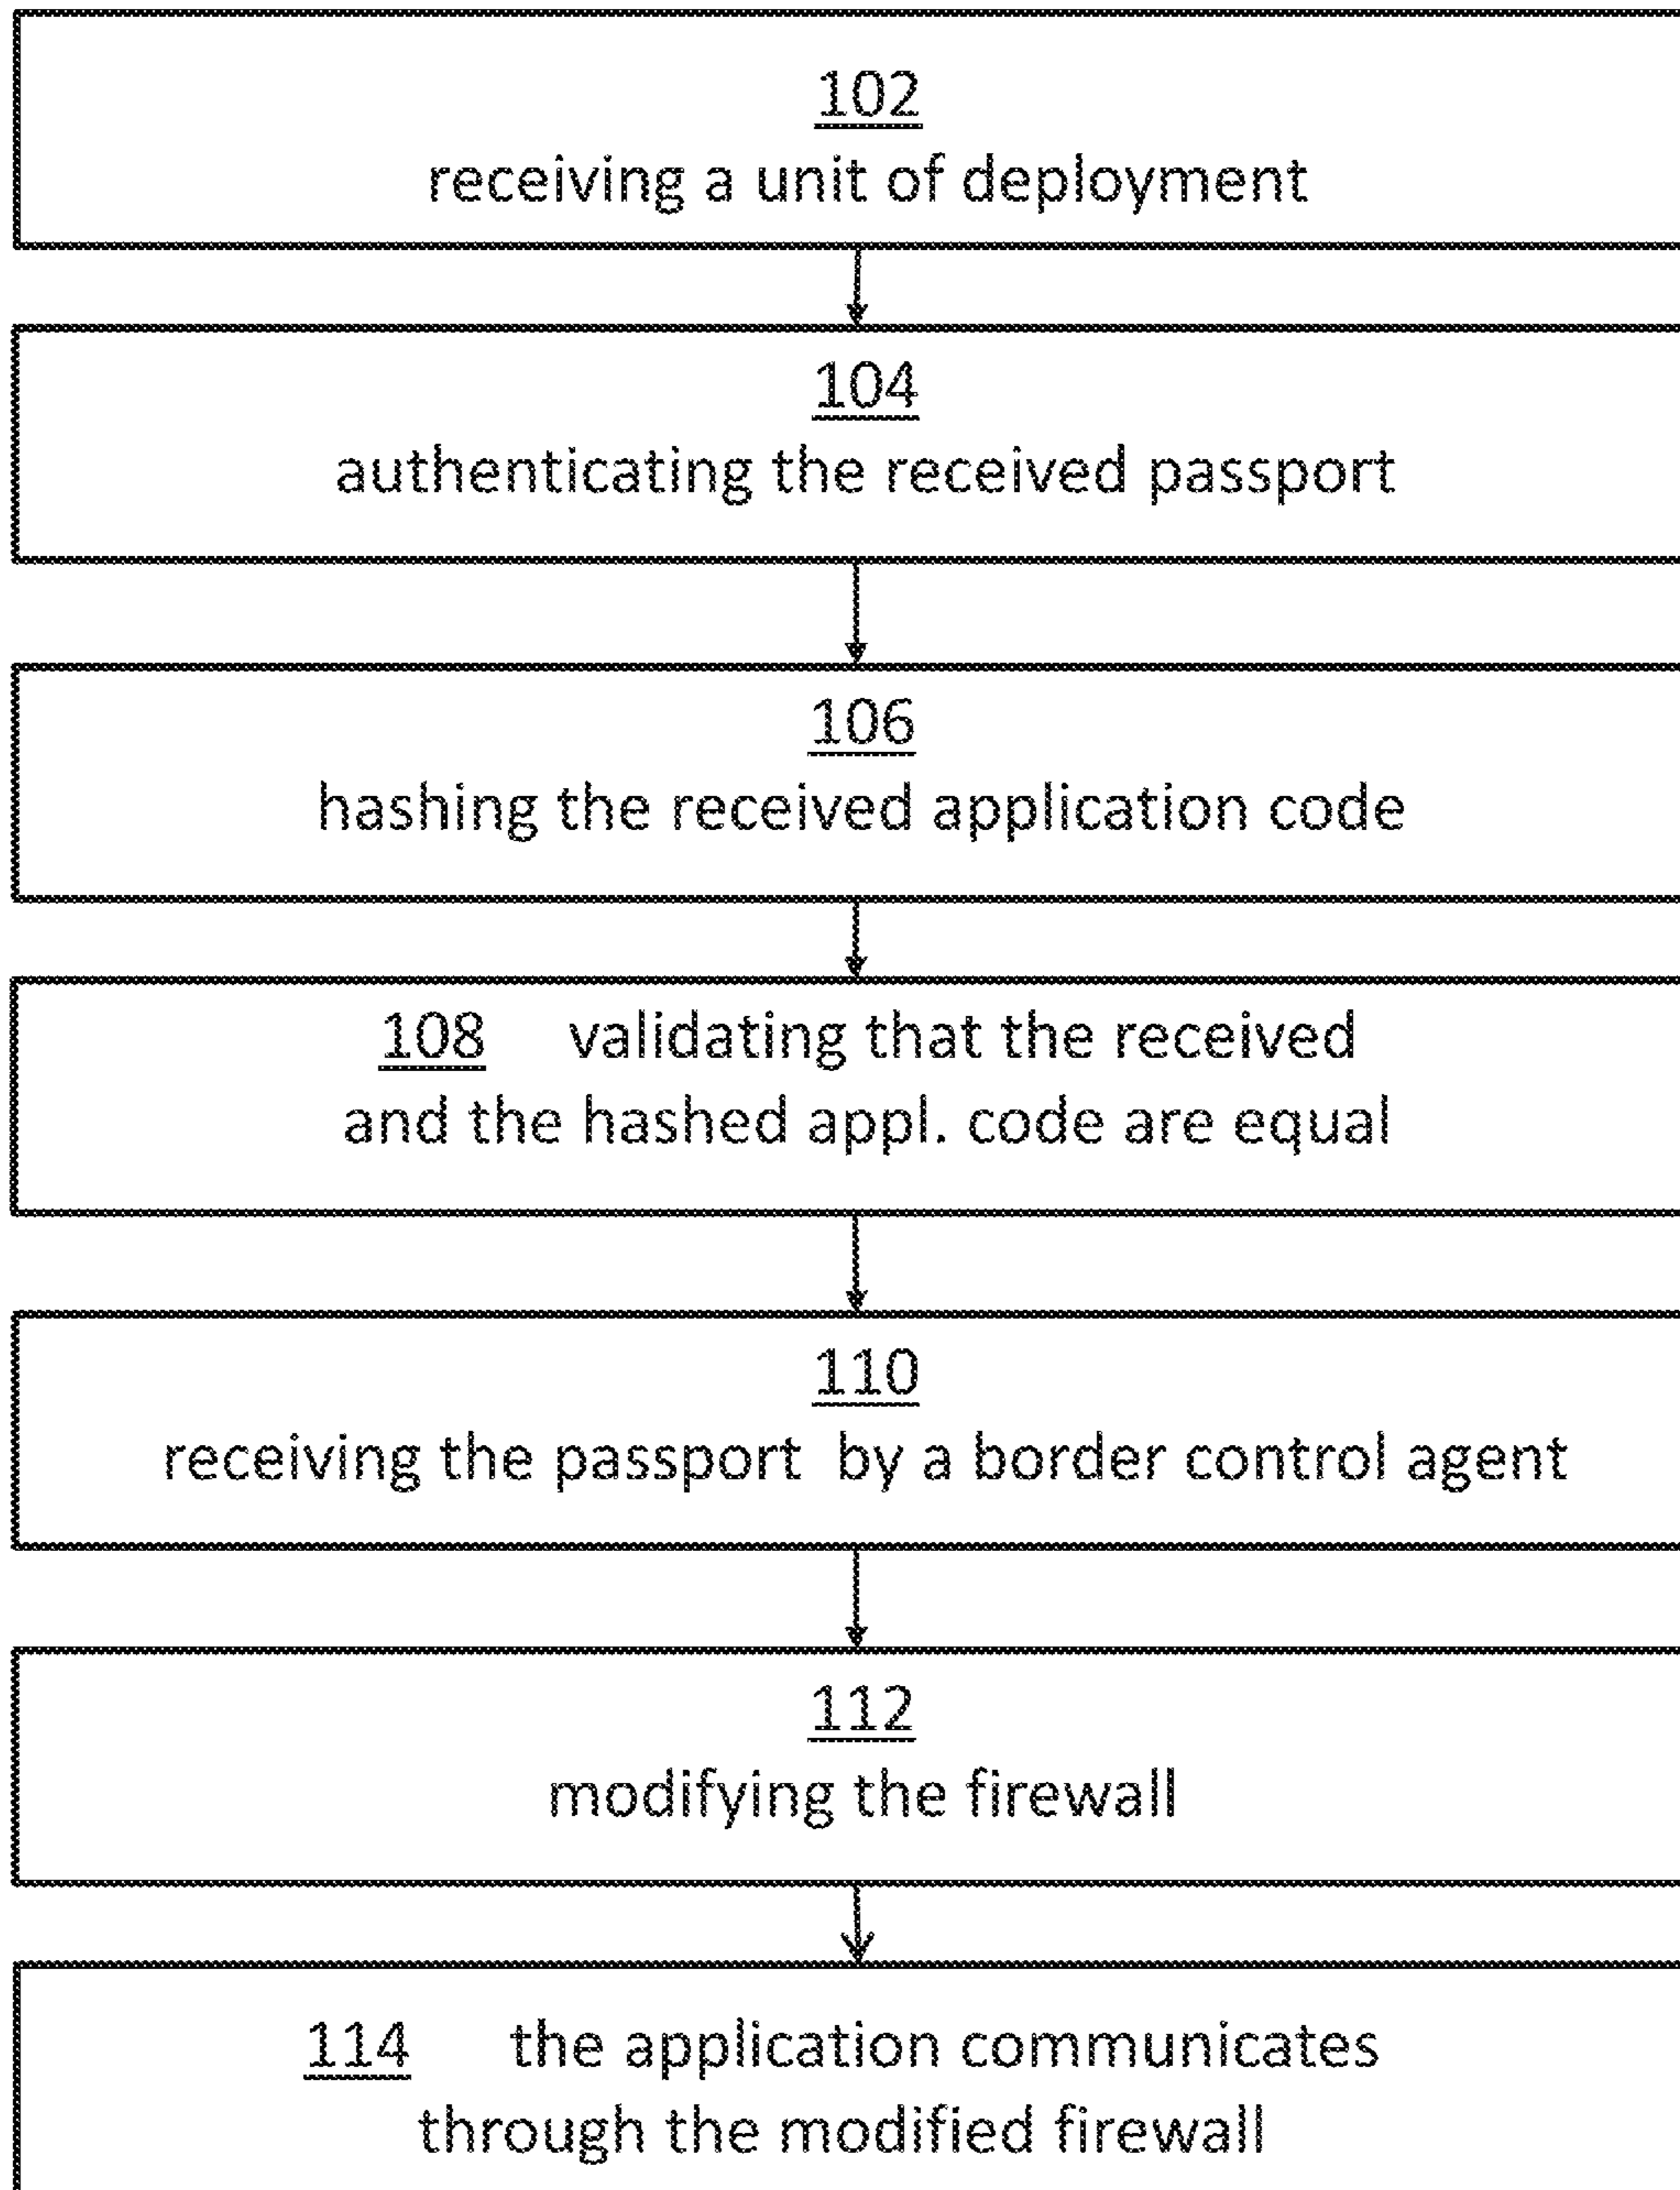 102
receiving a unit of deployment
104
authenticating the received passport
106
hashing the received application code
108 validating that the received
and the hashed appl. code are equal
110
receiving the passport by a border control agent
112
modifying the firewall
114 the application communicates
through the modified firewall